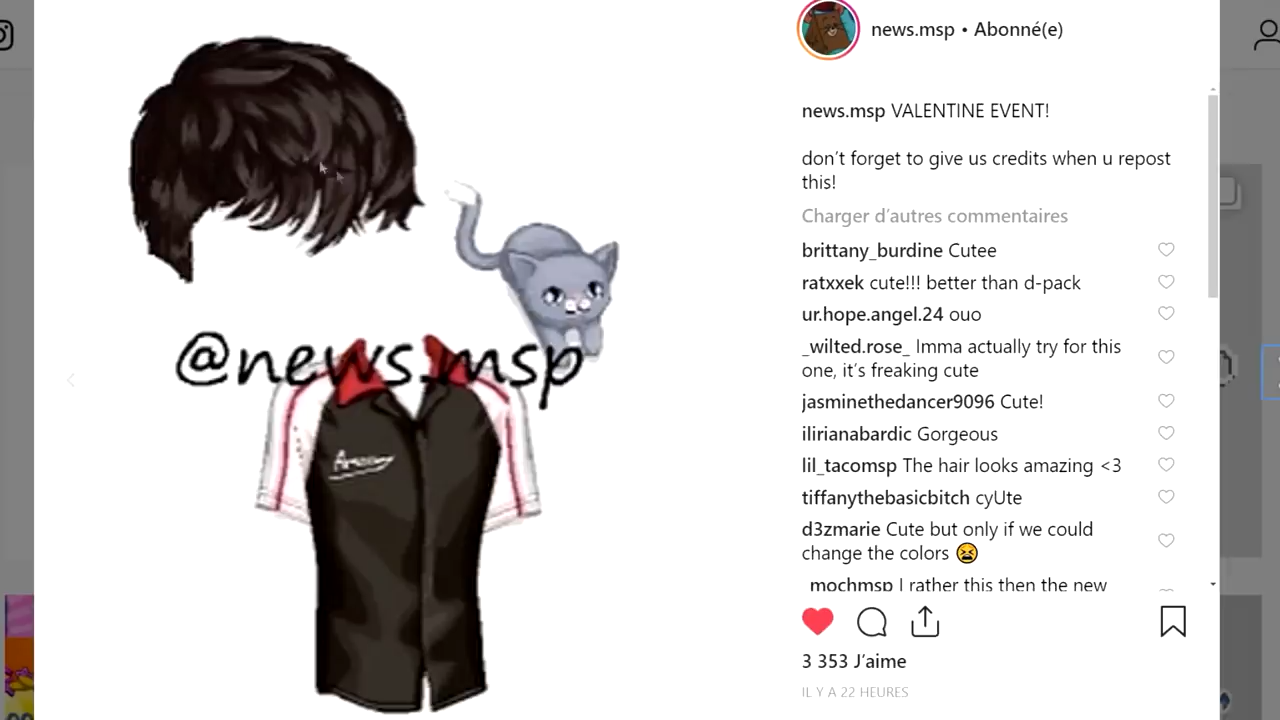 @news.msp
news.msp • Abonné(e)
news.msp VALENTINE EVENT!
don’t forget to give us credits when u repost
this!
Charger d’autres commentaires
brittany_burdine Cutee
ratxxek cute!!! better than d-pack
ur.hope.angel.24 ouo
_wilted.rose_ Imma actually try for this
one, it’s freaking cute
jasminethedancer9096 Cute!
ilirianabardic Gorgeous
lil_tacomsp The hair looks amazing <3
tiffanythebasicbitch cyUte
d3zmarie Cute but only if we could
change the colors 😫
_mochmsp I rather this then the new
3 353 J’aime
IL Y A 22 HEURES